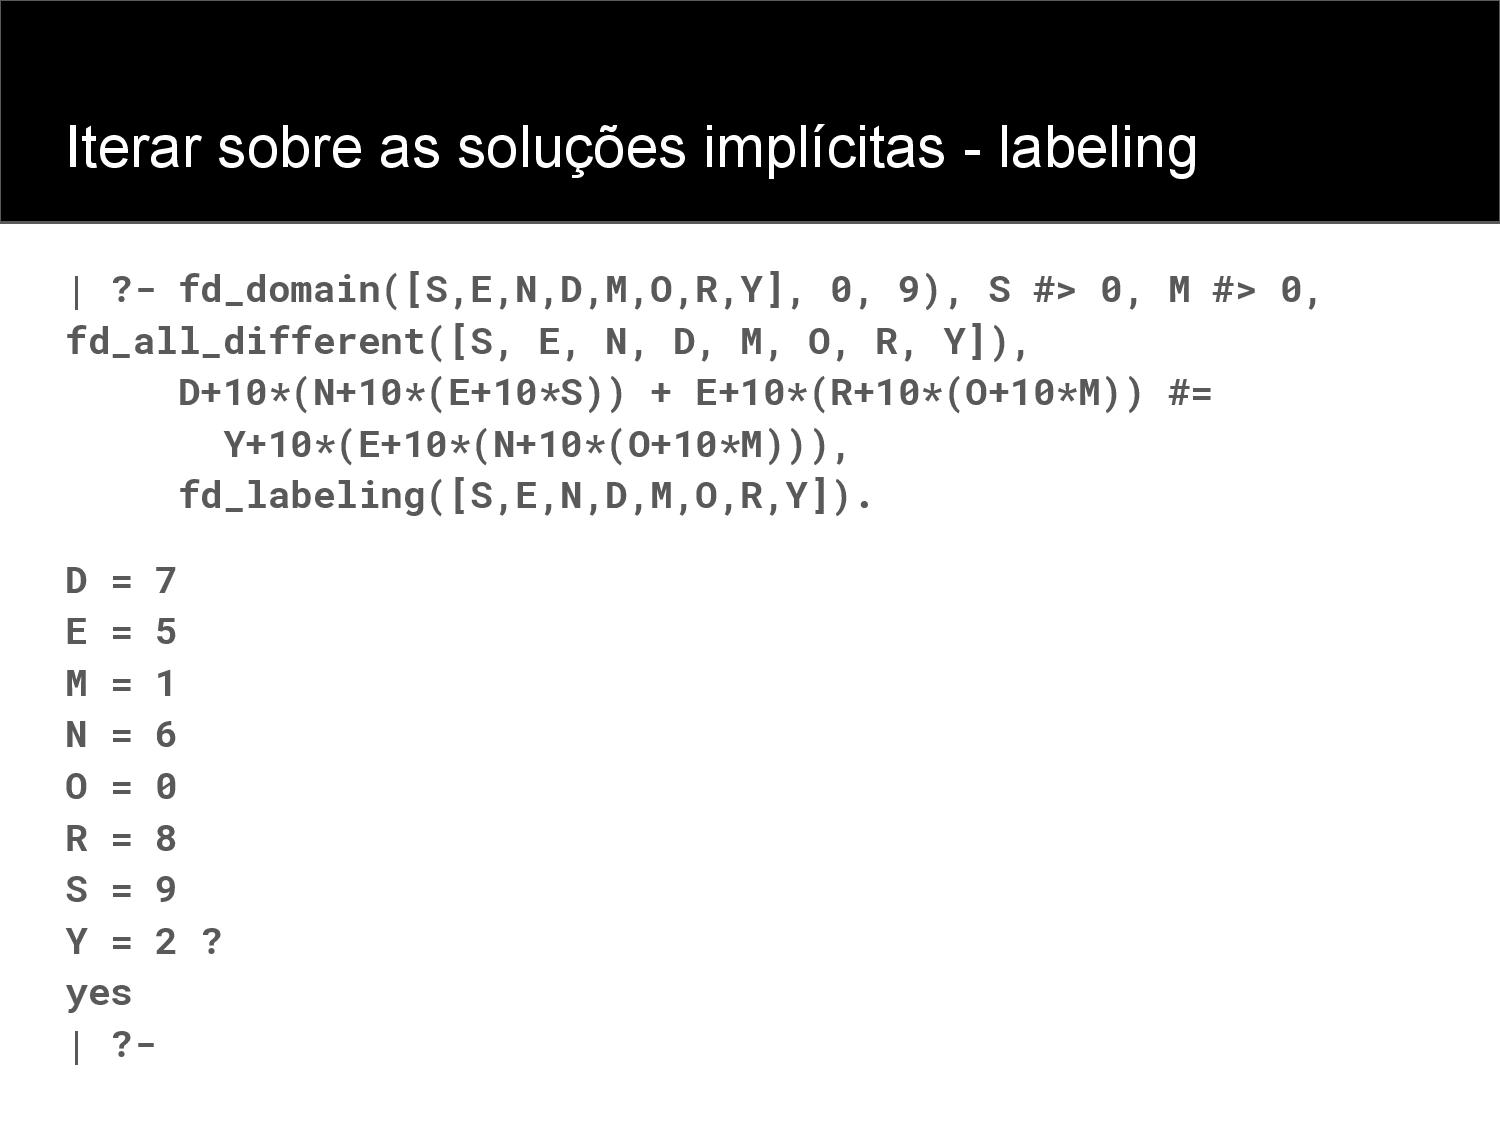 Iterar sobre as soluções implícitas - labeling
| ?- fd_domain([S,E,N,D,M,O,R,Y], 0, 9), S #> 0, M #> 0,
fd_all_different([S, E, N, D, M, O, R, Y]),
D+10*(N+10*(E+10*S)) + E+10*(R+10*(O+10*M)) #=
Y+10*(E+10*(N+10*(O+10*M))),
fd_labeling([S,E,N,D,M,O,R,Y]).
D = 7
E = 5
M = 1
N = 6
O = 0
R = 8
S = 9
Y = 2 ?
yes
| ?-